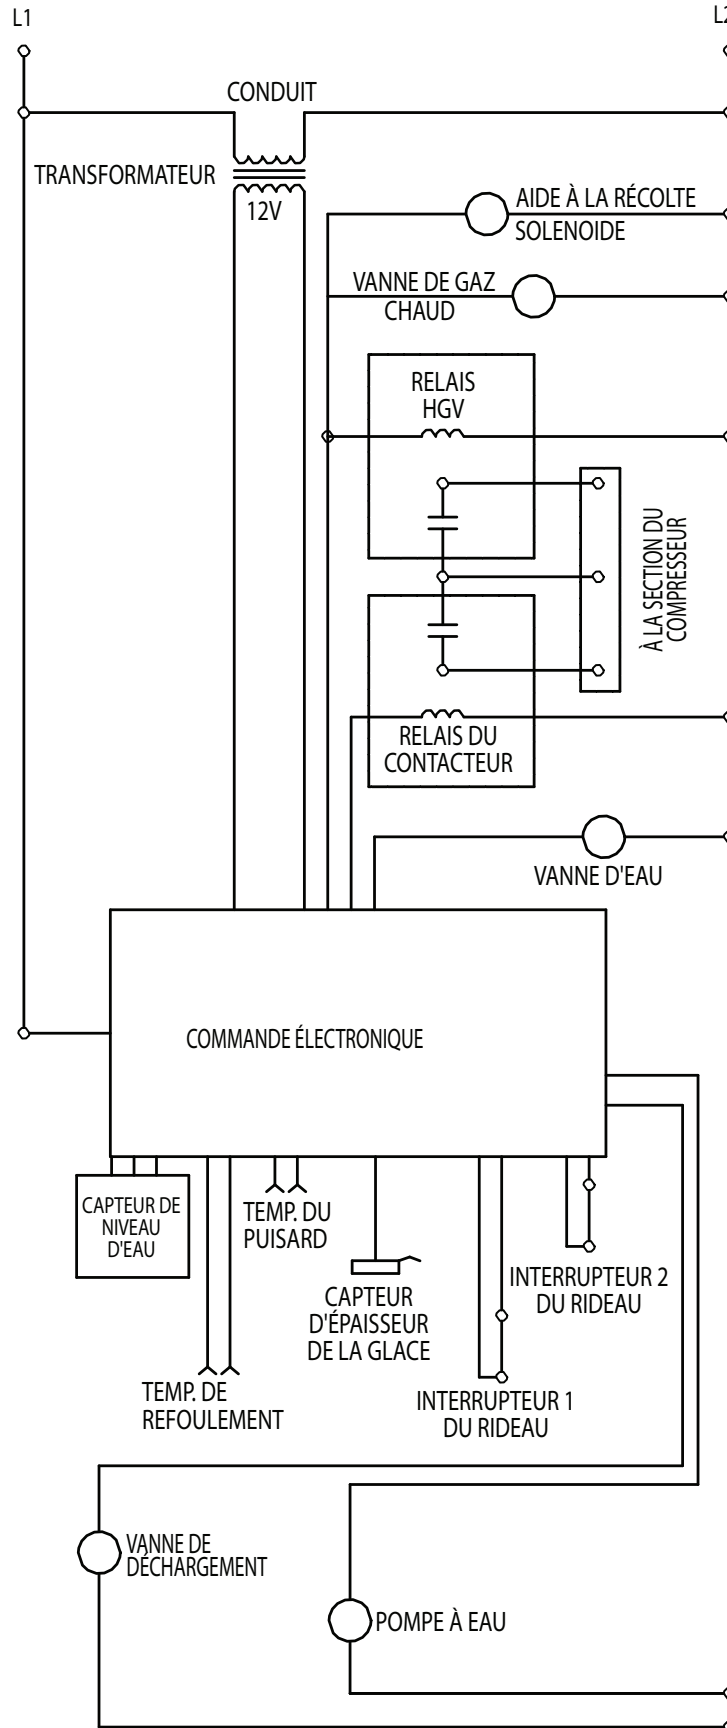 L1
L2
CONDUIT
TRANSFORMATEUR
12V
AIDE À LA RÉCOLTE
SOLENOIDE
VANNE DE GAZ
CHAUD
RELAIS
HGV
À LA SECTION DU
COMPRESSEUR
RELAIS DU
CONTACTEUR
VANNE D'EAU
COMMANDE ÉLECTRONIQUE
CAPTEUR DE
NIVEAU
D'EAU
TEMP. DU
PUISARD
CAPTEUR
D'ÉPAISSEUR
DE LA GLACE
INTERRUPTEUR 2
DU RIDEAU
TEMP. DE
REFOULEMENT
INTERRUPTEUR 1
DU RIDEAU
VANNE DE
DÉCHARGEMENT
POMPE À EAU